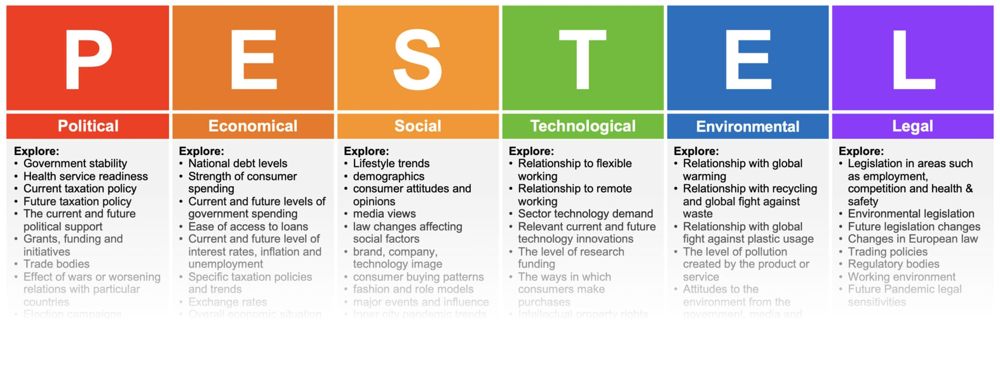 P
Political
Explore:
• Government stability
• Health service readiness
• Current taxation policy
• Future taxation policy
• The current and future
political support
• Grants, funding and
initiatives
• Trade bodies
• Effect of wars or worsening
relations with particular
countries
• Election campaigns
E
Economical
Explore:
• National debt levels
• Strength of consumer
spending
• Current and future levels of
government spending
• Ease of access to loans
• Current and future level of
interest rates, inflation and
unemployment
• Specific taxation policies
and trends
• Exchange rates
• Overall economic situation
S
Social
Explore:
• Lifestyle trends
• demographics
• consumer attitudes and
opinions
• media views
• law changes affecting
social factors
• brand, company,
technology image
• consumer buying patterns
• fashion and role models
• major events and influence
• Inner city pandemic trends
T
Technological
Explore:
• Relationship to flexible
working
• Relationship to remote
working
• Sector technology demand
• Relevant current and future
technology innovations
• The level of research
funding
• The ways in which
consumers make
purchases
• Intellectual property rights
E
Environmental
Explore:
• Relationship with global
warming
• Relationship with recycling
and global fight against
waste
• Relationship with global
fight against plastic usage
• The level of pollution
created by the product or
service
• Attitudes to the
environment from the
government, media and
L
Legal
Explore:
• Legislation in areas such
as employment,
competition and health &
safety
• Environmental legislation
• Future legislation changes
• Changes in European law
• Trading policies
• Regulatory bodies
• Working environment
• Future Pandemic legal
sensitivities